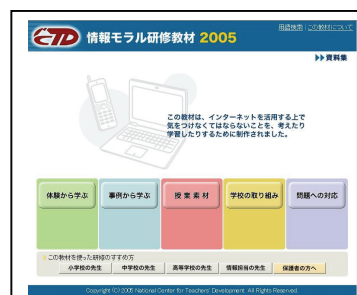 CTD 情報モラル研修教材 2005
用語検索 | この教材について
▶▶資料集
この教材は、インターネットを活用する上で
気をつけなくてはならないことを、考えたり
学習したりするために制作されました。
体験から学ぶ 事例から学ぶ 授業素材 学校の取り組み 問題への対応
この教材を使った研修のすすめ方
小学校の先生 中学校の先生 高等学校の先生 情報担当の先生 保護者の方へ
Copyright (C) 2005 National Center for Teachers' Development. All Rights Reserved.